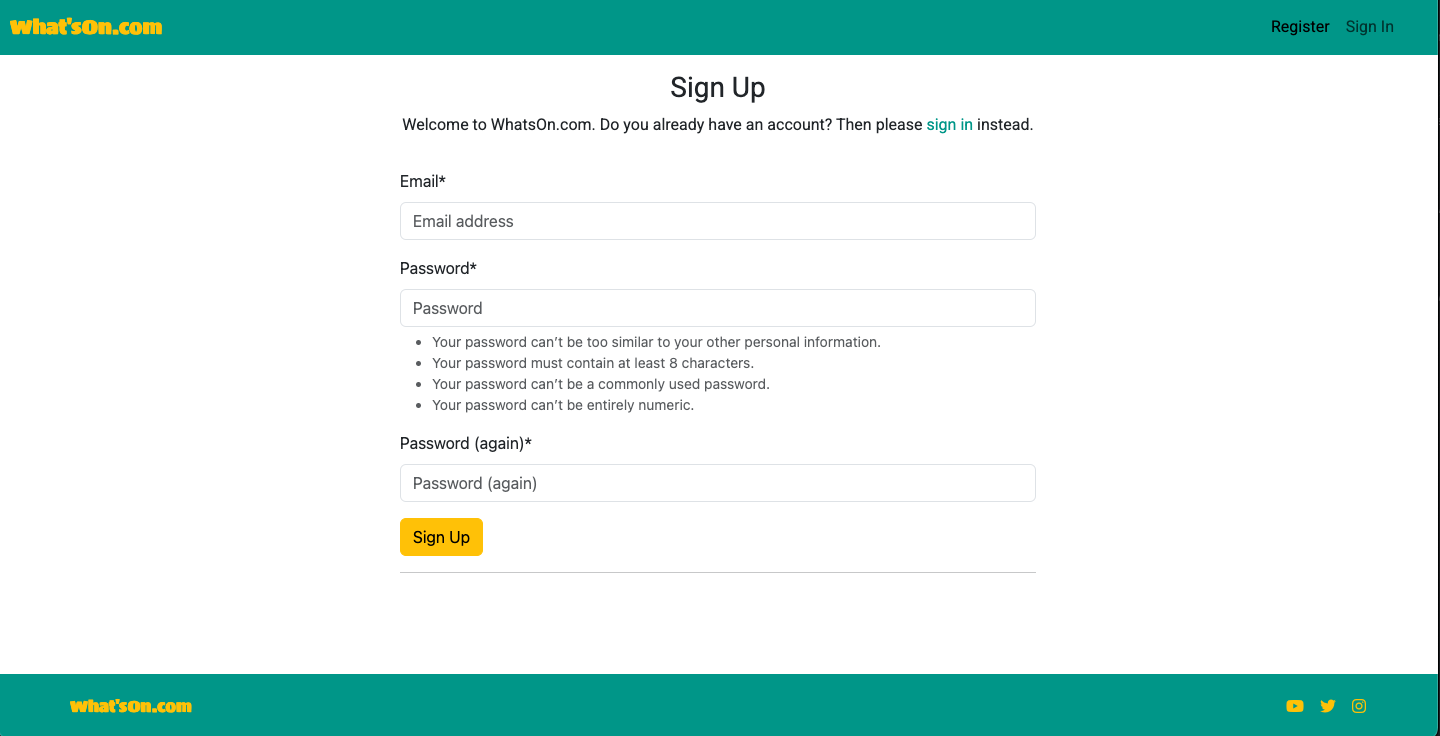 What'sOn.com
Register Sign In
Sign Up
Welcome to WhatsOn.com. Do you already have an account? Then please sign in instead.
Email*
Email address
Password*
Password
• Your password can’t be too similar to your other personal information.
• Your password must contain at least 8 characters.
• Your password can’t be a commonly used password.
• Your password can’t be entirely numeric.
Password (again)*
Password (again)
Sign Up
What'sOn.com